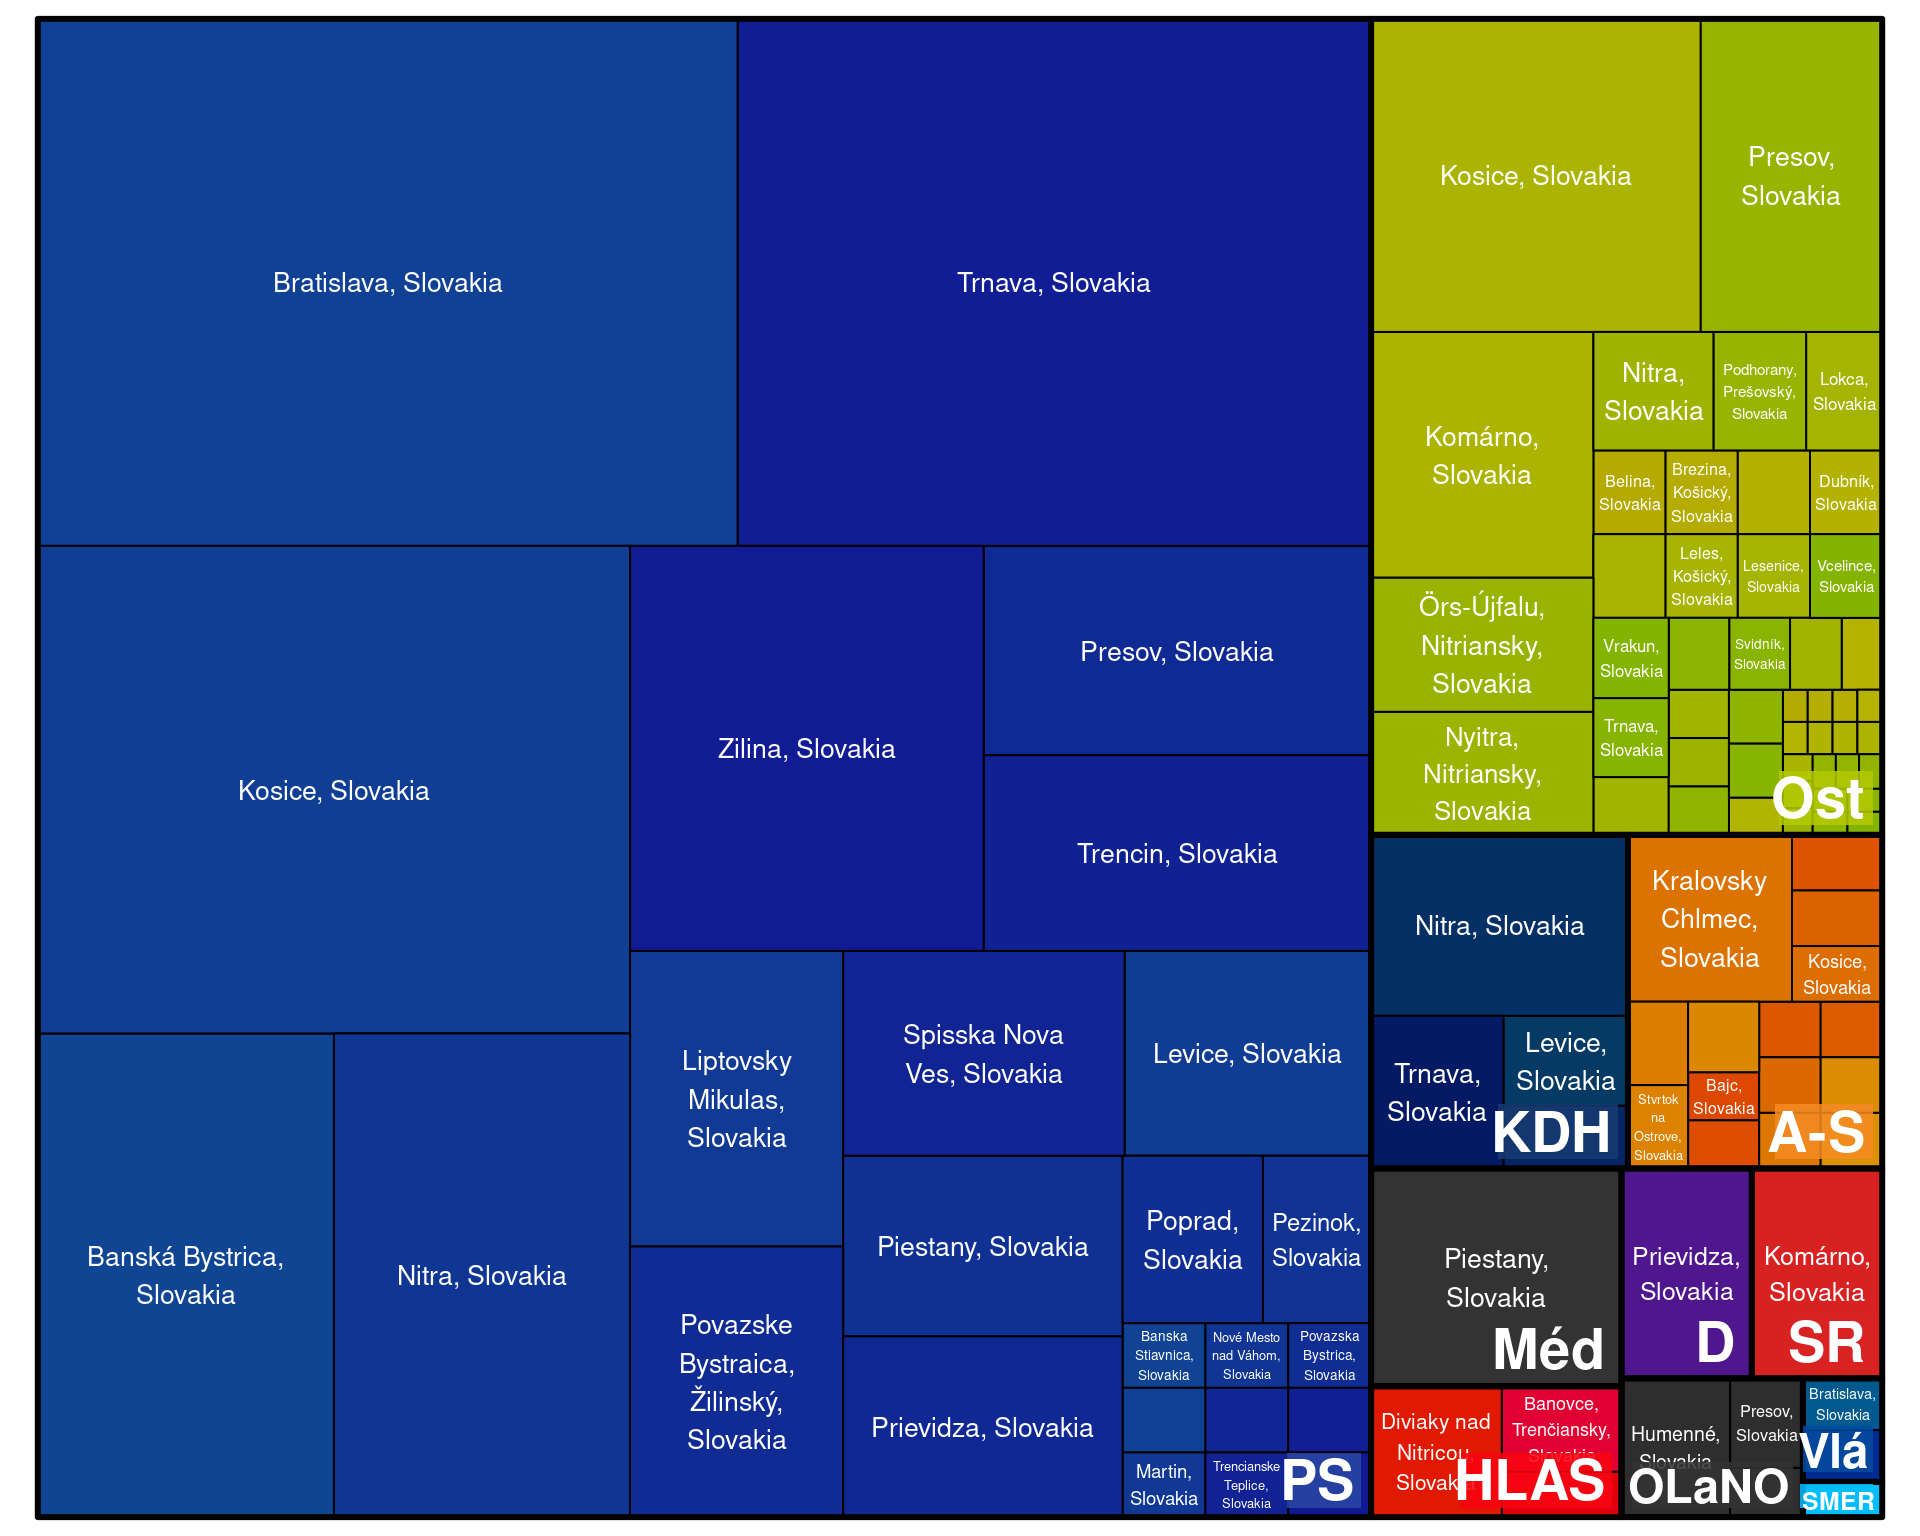 Bratislava, Slovakia
Trnava, Slovakia
Kosice, Slovakia
Zilina, Slovakia
Presov, Slovakia
Trencin, Slovakia
Banská Bystrica,
Slovakia
Nitra, Slovakia
Liptovsky
Mikulas,
Slovakia
Spisska Nova
Ves, Slovakia
Levice, Slovakia
Povazske
Bystraica,
Žilinský,
Slovakia
Piestany, Slovakia
Prievidza, Slovakia
Poprad,
Slovakia
Pezinok,
Slovakia
Banska
Stiavnica,
Slovakia
Nové Mesto
nad Váhom,
Slovakia
Povazska
Bystrica,
Slovakia
Martin,
Slovakia
Trencianske
Teplice,
Slovakia
PS
Kosice, Slovakia
Presov,
Slovakia
Komárno,
Slovakia
Nitra,
Slovakia
Podhorany,
Prešovský,
Slovakia
Lokca,
Slovakia
Belina,
Slovakia
Brezina,
Košický,
Slovakia
Dubník,
Slovakia
Leles,
Košický,
Slovakia
Lesenice,
Slovakia
Vcelince,
Slovakia
Örs-Újfalu,
Nitriansky,
Slovakia
Vrakun,
Slovakia
Svidník,
Slovakia
Nyitra,
Nitriansky,
Slovakia
Trnava,
Slovakia
Ost
Nitra, Slovakia
Trnava,
Slovakia
Levice,
Slovakia
KDH
Kralovsky
Chlmec,
Slovakia
Kosice,
Slovakia
Stvrtok
na
Ostrove,
Slovakia
Bajc,
Slovakia
A-S
Piestany,
Slovakia
Méd
Prievidza,
Slovakia
D
Komárno,
Slovakia
SR
Diviaky nad
Nitricou,
Slovakia
Banovce,
Trenčiansky,
Slovakia
HLAS
Humenné,
Slovakia
Presov,
Slovakia
OLaNO
Bratislava,
Slovakia
Vlá
SMER